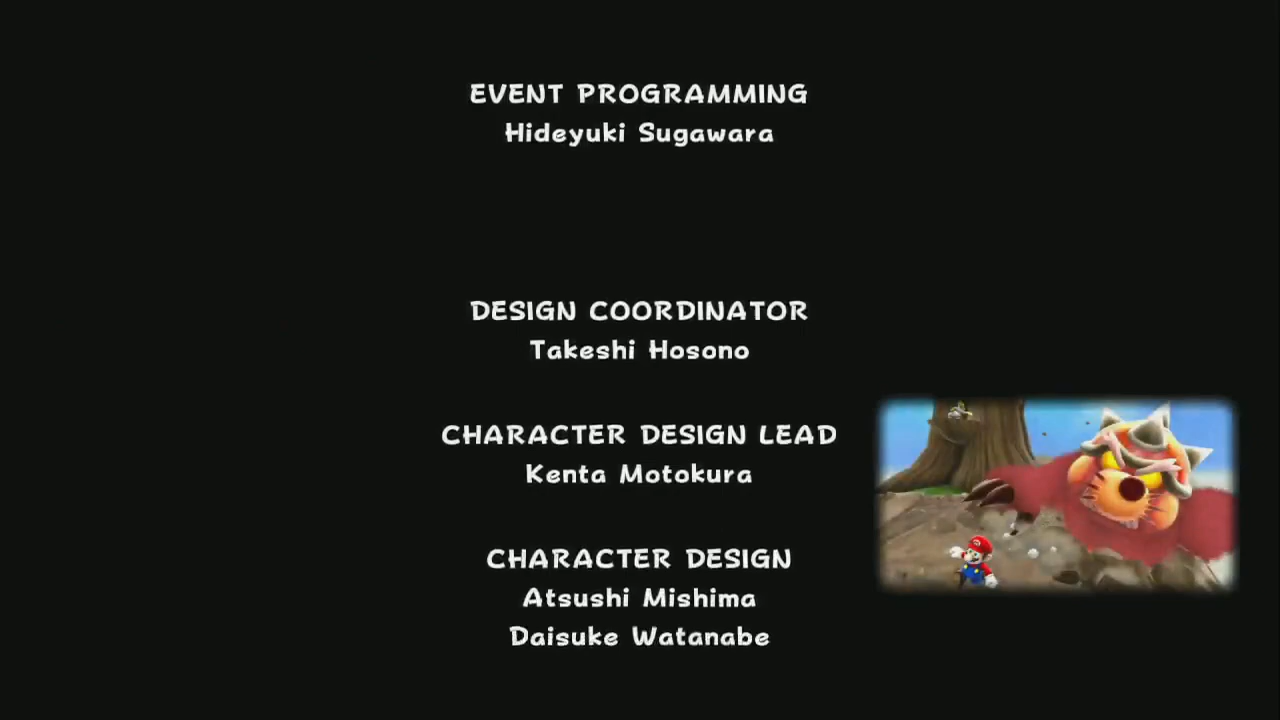 EVENT PROGRAMMING
Hideyuki Sugawara
DESIGN COORDINATOR
Takeshi Hosono
CHARACTER DESIGN LEAD
Kenta Motokura
CHARACTER DESIGN
Atsushi Mishima
Daisuke Watanabe